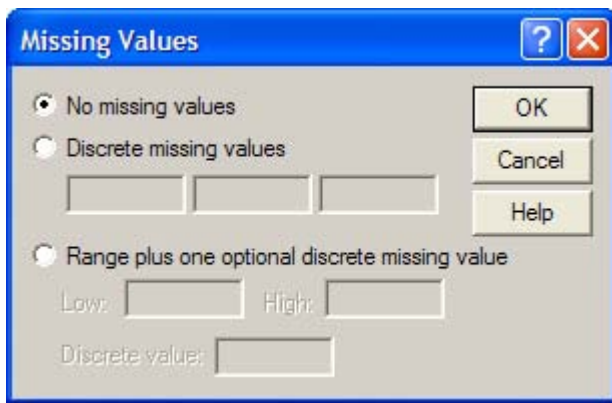 Missing Values
No missing values
OK
Discrete missing values
Cancel
Help
Range plus one optional discrete missing value
Low:
High:
Discrete value: